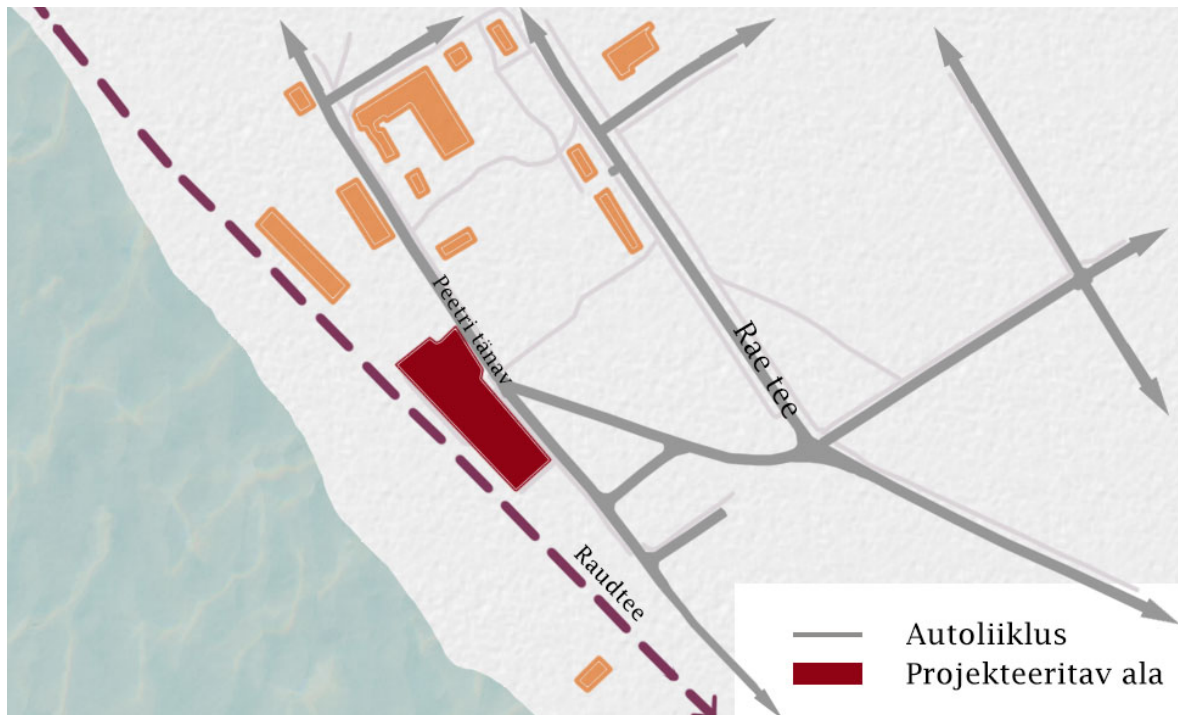 Peetri tänav
Rae tee
Raudtee
Autoliiklus
Projekteeritav ala